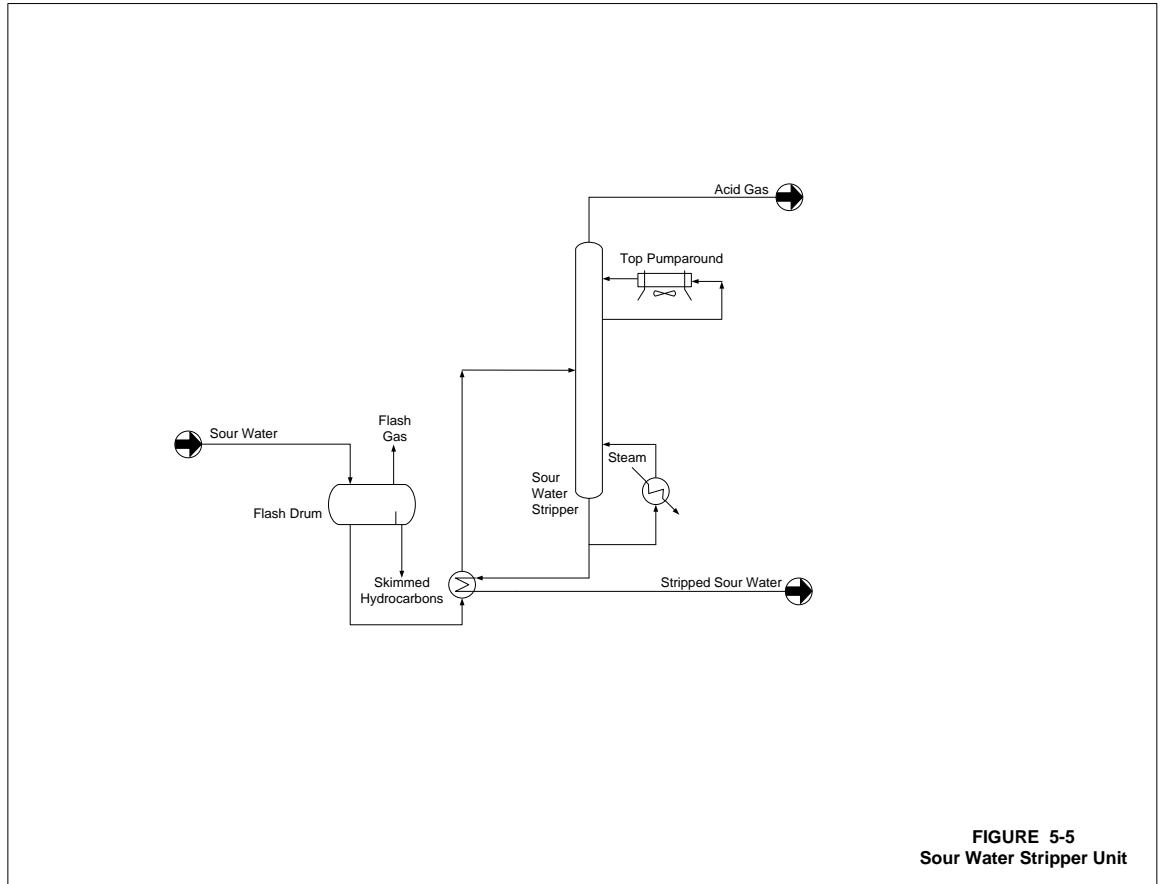 Acid Gas
Top Pumparound
Flash
Gas
Sour Water
Steam
Sour
Water
Stripper
Flash Drum
Skimmed
Hydrocarbons
Stripped Sour Water
FIGURE 5-5
Sour Water Stripper Unit